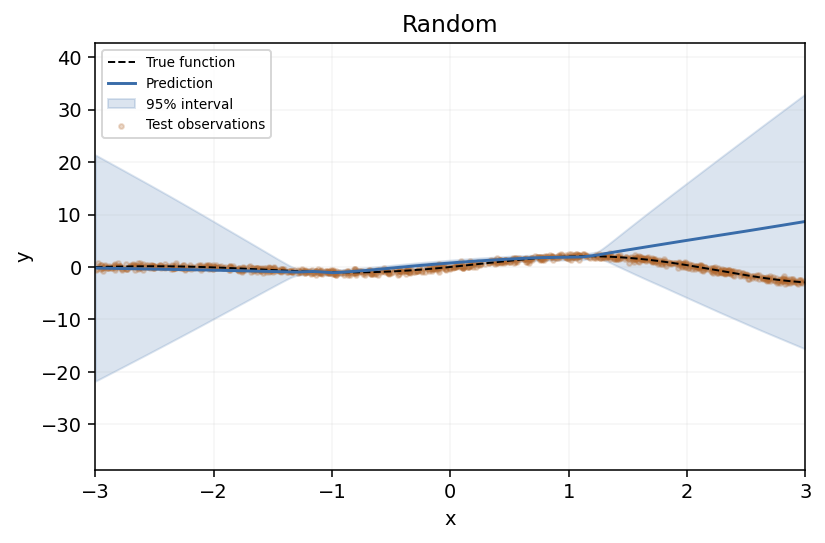 Random
True function
Prediction
95% interval
Test observations
40
30
20
10
0
−10
−20
−30
y
−3 −2 −1 0 1 2 3
x